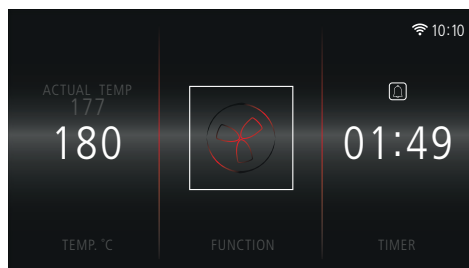 10:10
ACTUAL TEMP
177
180
01:49
TEMP. °C
FUNCTION
TIMER